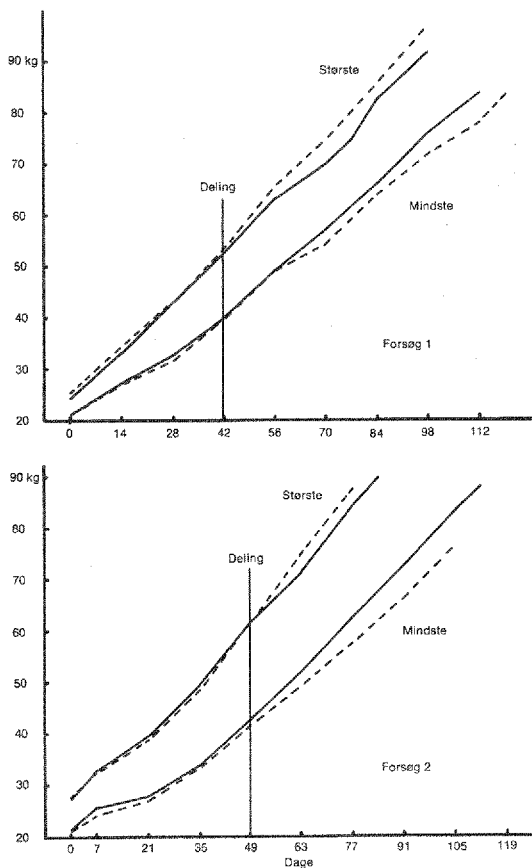 90 kg
Største
80
70
Deling
60
Mindste
50
40
Forsøg 1
30
20
0 14 28 42 56 70 84 98 112
90 kg
Største
80
Deling
70
60
Mindste
50
40
Forsøg 2
30
20
0 7 21 35 49 63 77 91 105 119
Dage